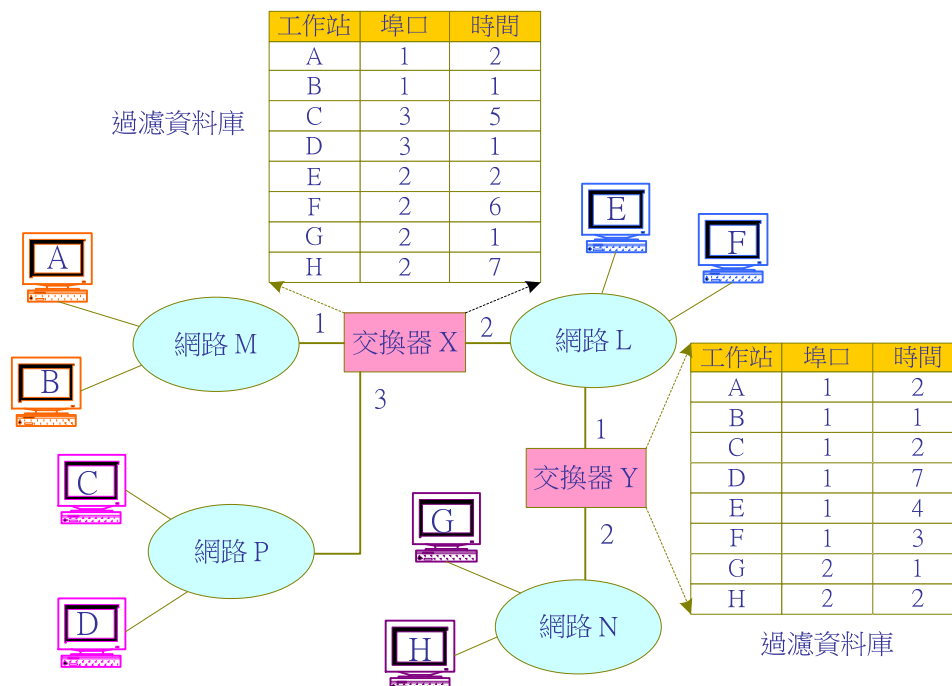 工作站 埠口 時間
A 1 2
B 1 1
C 3 5
D 3 1
E 2 2
F 2 6
G 2 1
H 2 7
過濾資料庫
E
F
A
B
網路 M
1
交換器 X
2
網路 L
3
1
交換器 Y
2
工作站 埠口 時間
A 1 2
B 1 1
C 1 2
D 1 7
E 1 4
F 1 3
G 2 1
H 2 2
過濾資料庫
C
D
網路 P
G
H
網路 N